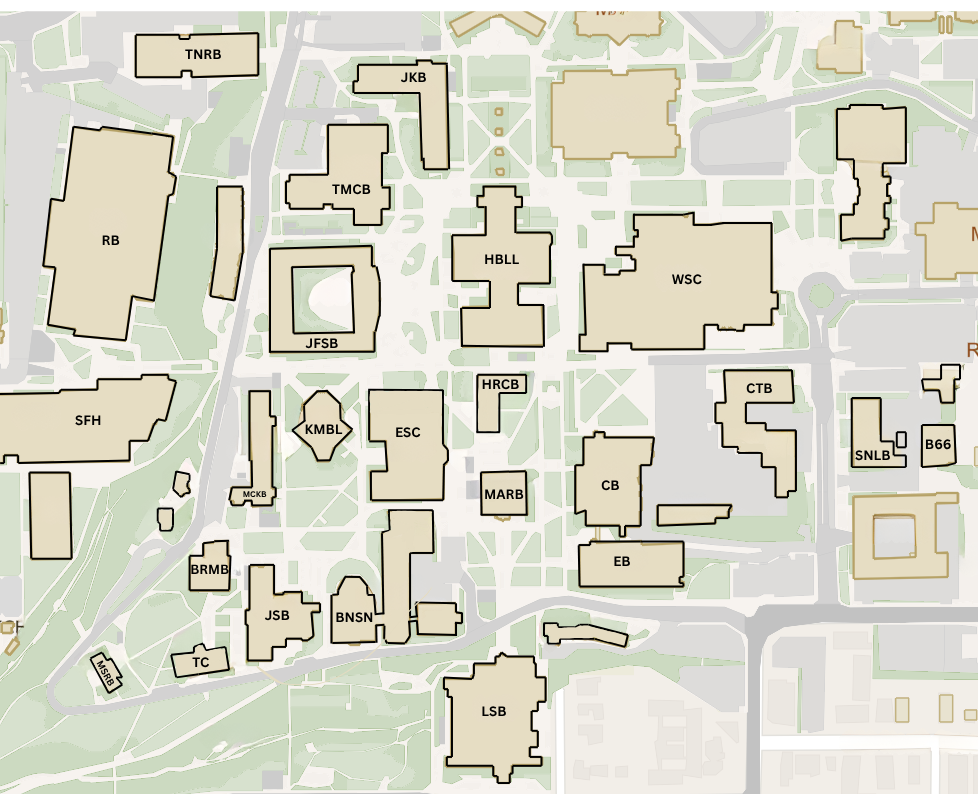 TNRB
JKB
TMCB
RB
HBLL
WSC
JFSB
HRCB
CTB
SFH
KMBL
ESC
B66
SNLB
MCKB
MARB
CB
EB
BRMB
JSB
BNSN
TC
MSRB
LSB